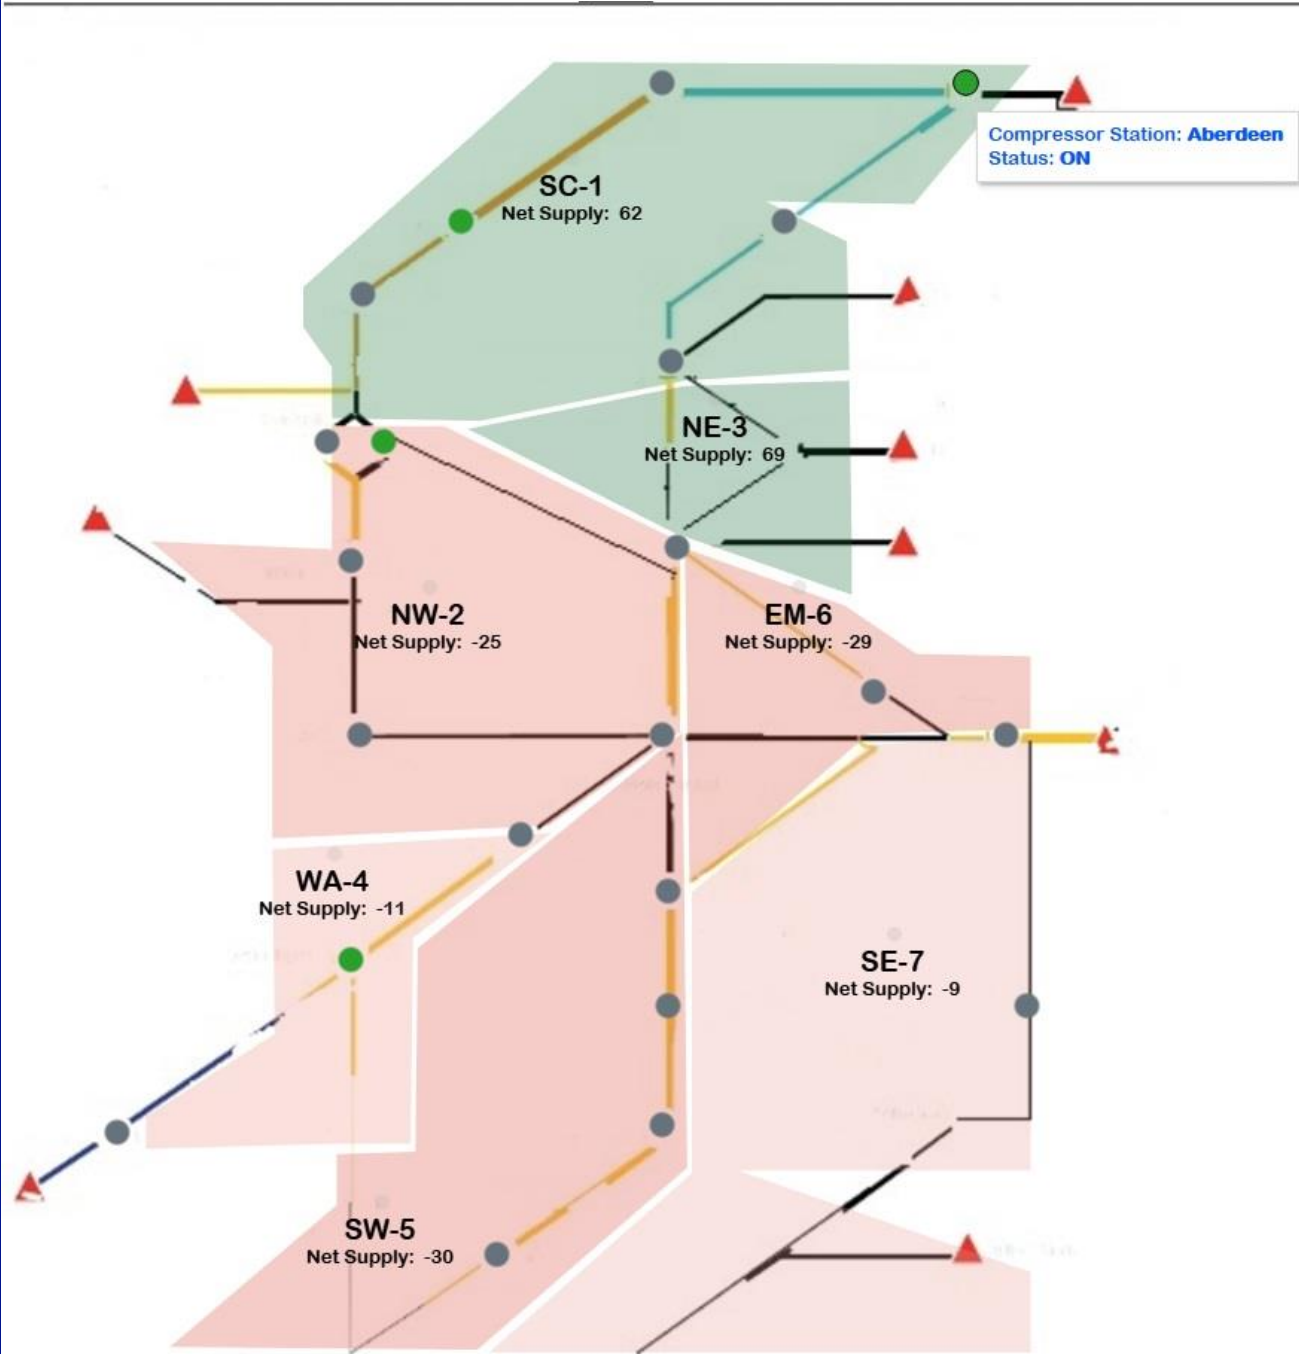 Compressor Station: Aberdeen
Status: ON
SC-1
Net Supply: 62
NE-3
Net Supply: 69
NW-2
Net Supply: -25
EM-6
Net Supply: -29
WA-4
Net Supply: -11
SE-7
Net Supply: -9
SW-5
Net Supply: -30